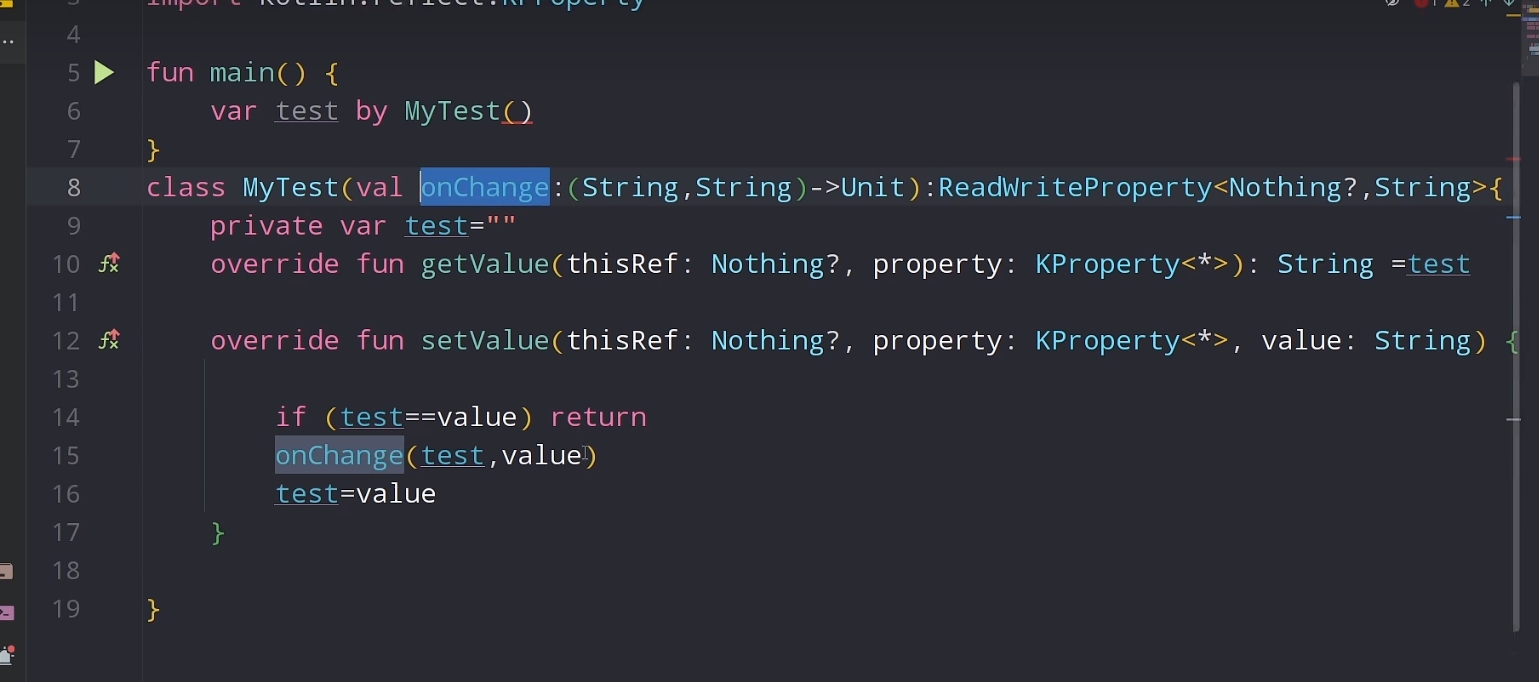 3 import kotlin.reflect.KProperty
4
5 fun main() {
6 var test by MyTest()
7 }
8 class MyTest(val onChange:(String,String)->Unit):ReadWriteProperty<Nothing?,String>{
9 private var test=""
10 override fun getValue(thisRef: Nothing?, property: KProperty<*>): String =test
11
12 override fun setValue(thisRef: Nothing?, property: KProperty<*>, value: String) {
13
14 if (test==value) return
15 onChange(test,value)
16 test=value
17 }
18
19 }